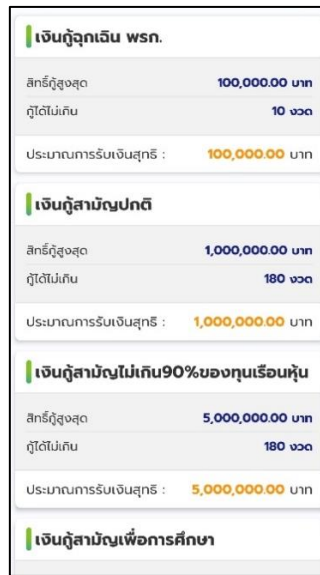 เงินกู้ฉุกเฉิน พรก.
สิทธิ์กู้สูงสุด 100,000.00 บาท
กู้ได้ไม่เกิน 10 งวด
ประมาณการรับเงินสุทธิ : 100,000.00 บาท
เงินกู้สามัญปกติ
สิทธิ์กู้สูงสุด 1,000,000.00 บาท
กู้ได้ไม่เกิน 180 งวด
ประมาณการรับเงินสุทธิ : 1,000,000.00 บาท
เงินกู้สามัญไม่เกิน90%ของทุนเรือนหุ้น
สิทธิ์กู้สูงสุด 5,000,000.00 บาท
กู้ได้ไม่เกิน 180 งวด
ประมาณการรับเงินสุทธิ : 5,000,000.00 บาท
เงินกู้สามัญเพื่อการศึกษา